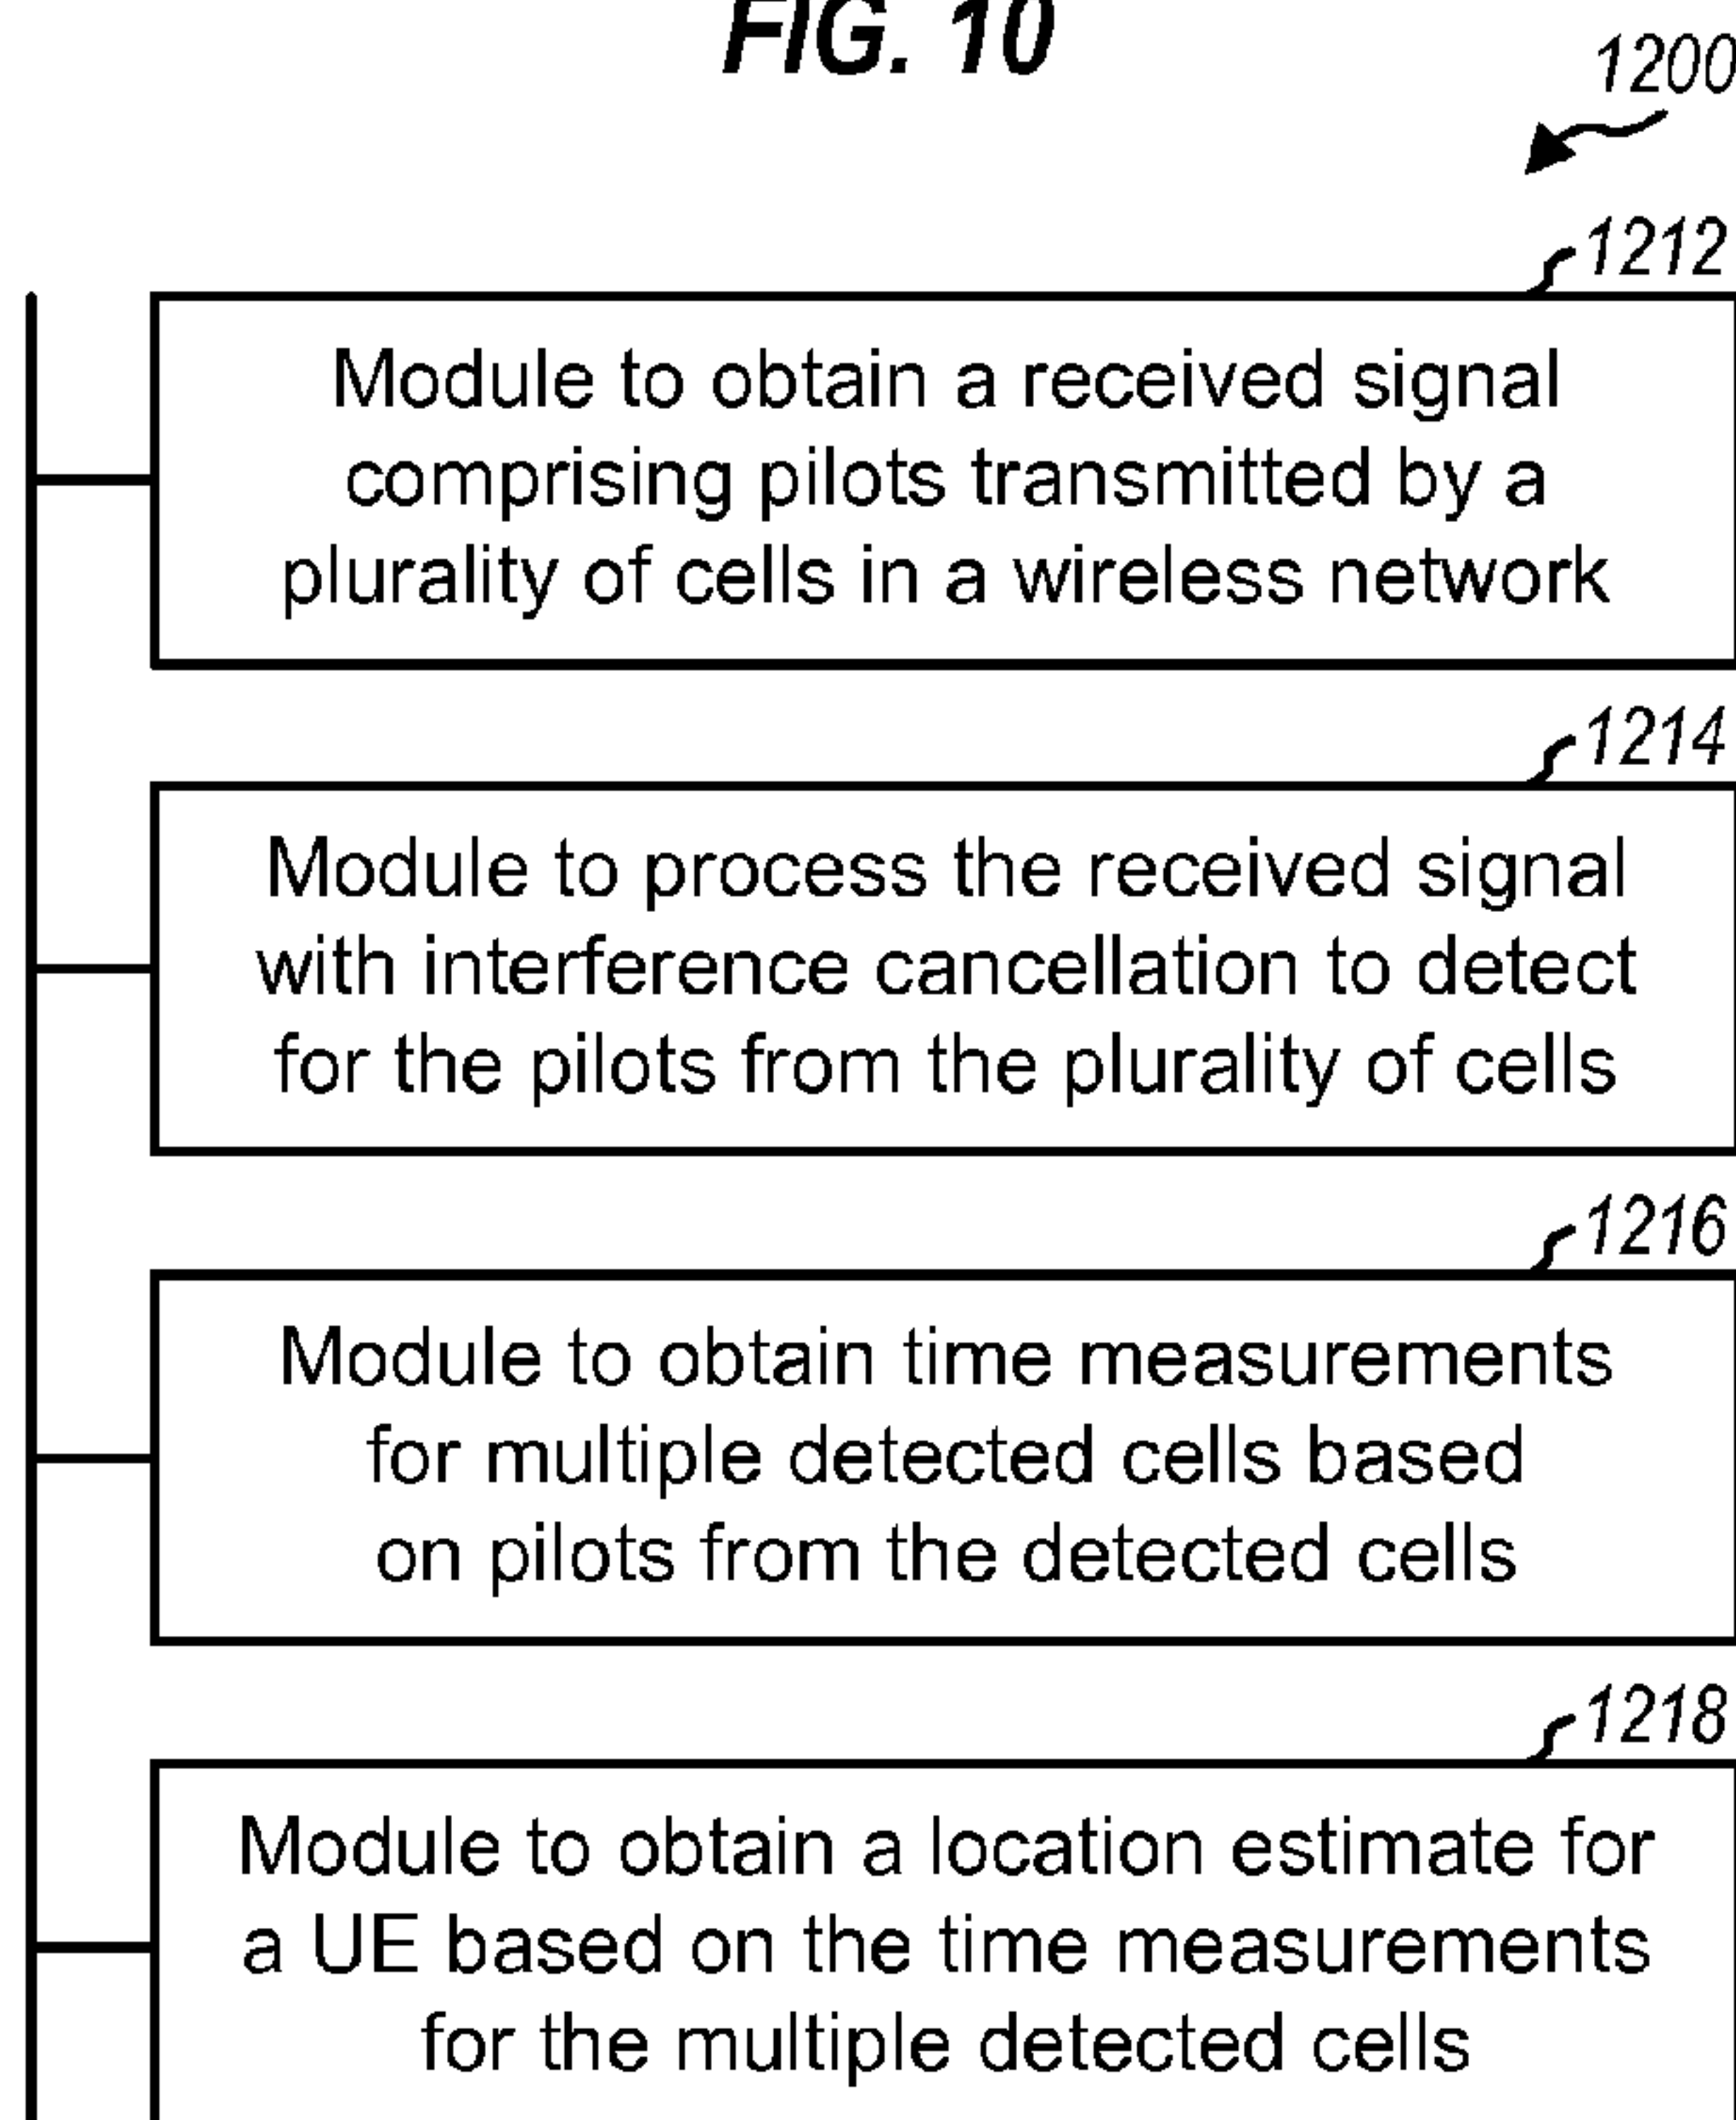 FIG. 10
1200
1212
Module to obtain a received signal
comprising pilots transmitted by a
plurality of cells in a wireless network
1214
Module to process the received signal
with interference cancellation to detect
for the pilots from the plurality of cells
1216
Module to obtain time measurements
for multiple detected cells based
on pilots from the detected cells
1218
Module to obtain a location estimate for
a UE based on the time measurements
for the multiple detected cells